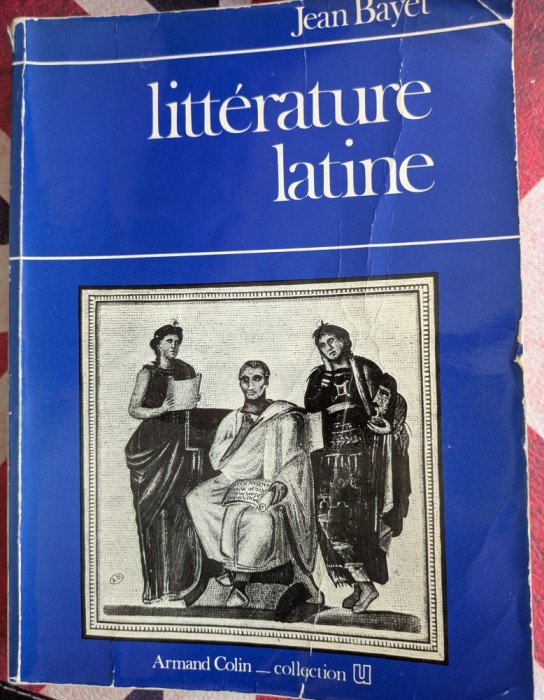 Jean Bayet
littérature
latine
Armand Colin _ collection U